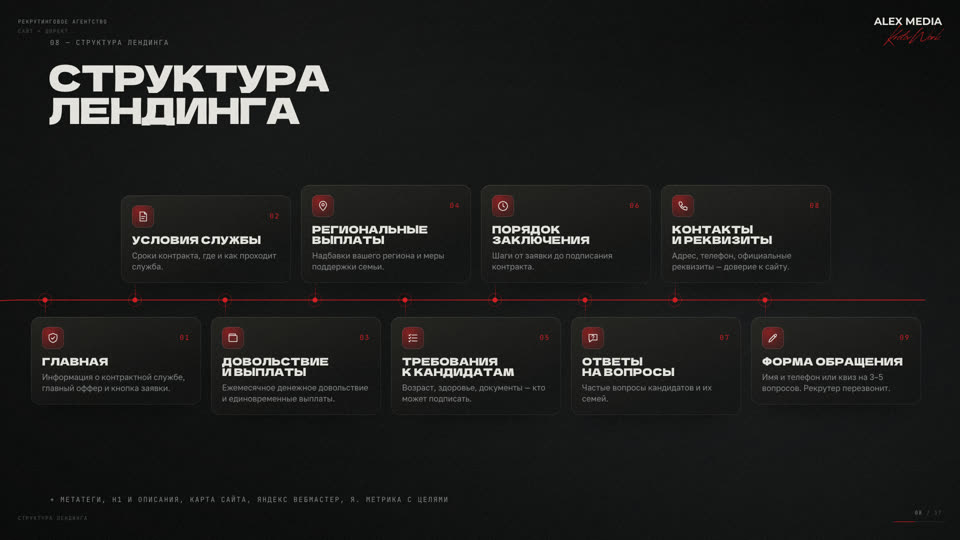 РЕКРУТИНГОВОЕ АГЕНТСТВО
САЙТ + ДИРЕКТ
08 — СТРУКТУРА ЛЕНДИНГА
ALEX MEDIA
СТРУКТУРА
ЛЕНДИНГА
02
УСЛОВИЯ СЛУЖБЫ
Сроки контракта, где и как проходит
служба.
04
РЕГИОНАЛЬНЫЕ
ВЫПЛАТЫ
Надбавки вашего региона и меры
поддержки семьи.
06
ПОРЯДОК
ЗАКЛЮЧЕНИЯ
Шаги от заявки до подписания
контракта.
08
КОНТАКТЫ
И РЕКВИЗИТЫ
Адрес, телефон, официальные
реквизиты — доверие к сайту.
01
ГЛАВНАЯ
Информация о контрактной службе,
главный оффер и кнопка заявки.
03
ДОВОЛЬСТВИЕ
И ВЫПЛАТЫ
Ежемесячное денежное довольствие
и единовременные выплаты.
05
ТРЕБОВАНИЯ
К КАНДИДАТАМ
Возраст, здоровье, документы — кто
может подписать.
07
ОТВЕТЫ
НА ВОПРОСЫ
Частые вопросы кандидатов и их
семей.
09
ФОРМА ОБРАЩЕНИЯ
Имя и телефон или квиз на 3–5
вопросов. Рекрутер перезвонит.
+ МЕТАТЕГИ, H1 И ОПИСАНИЯ, КАРТА САЙТА, ЯНДЕКС ВЕБМАСТЕР, Я. МЕТРИКА С ЦЕЛЯМИ
СТРУКТУРА ЛЕНДИНГА
08 / 17